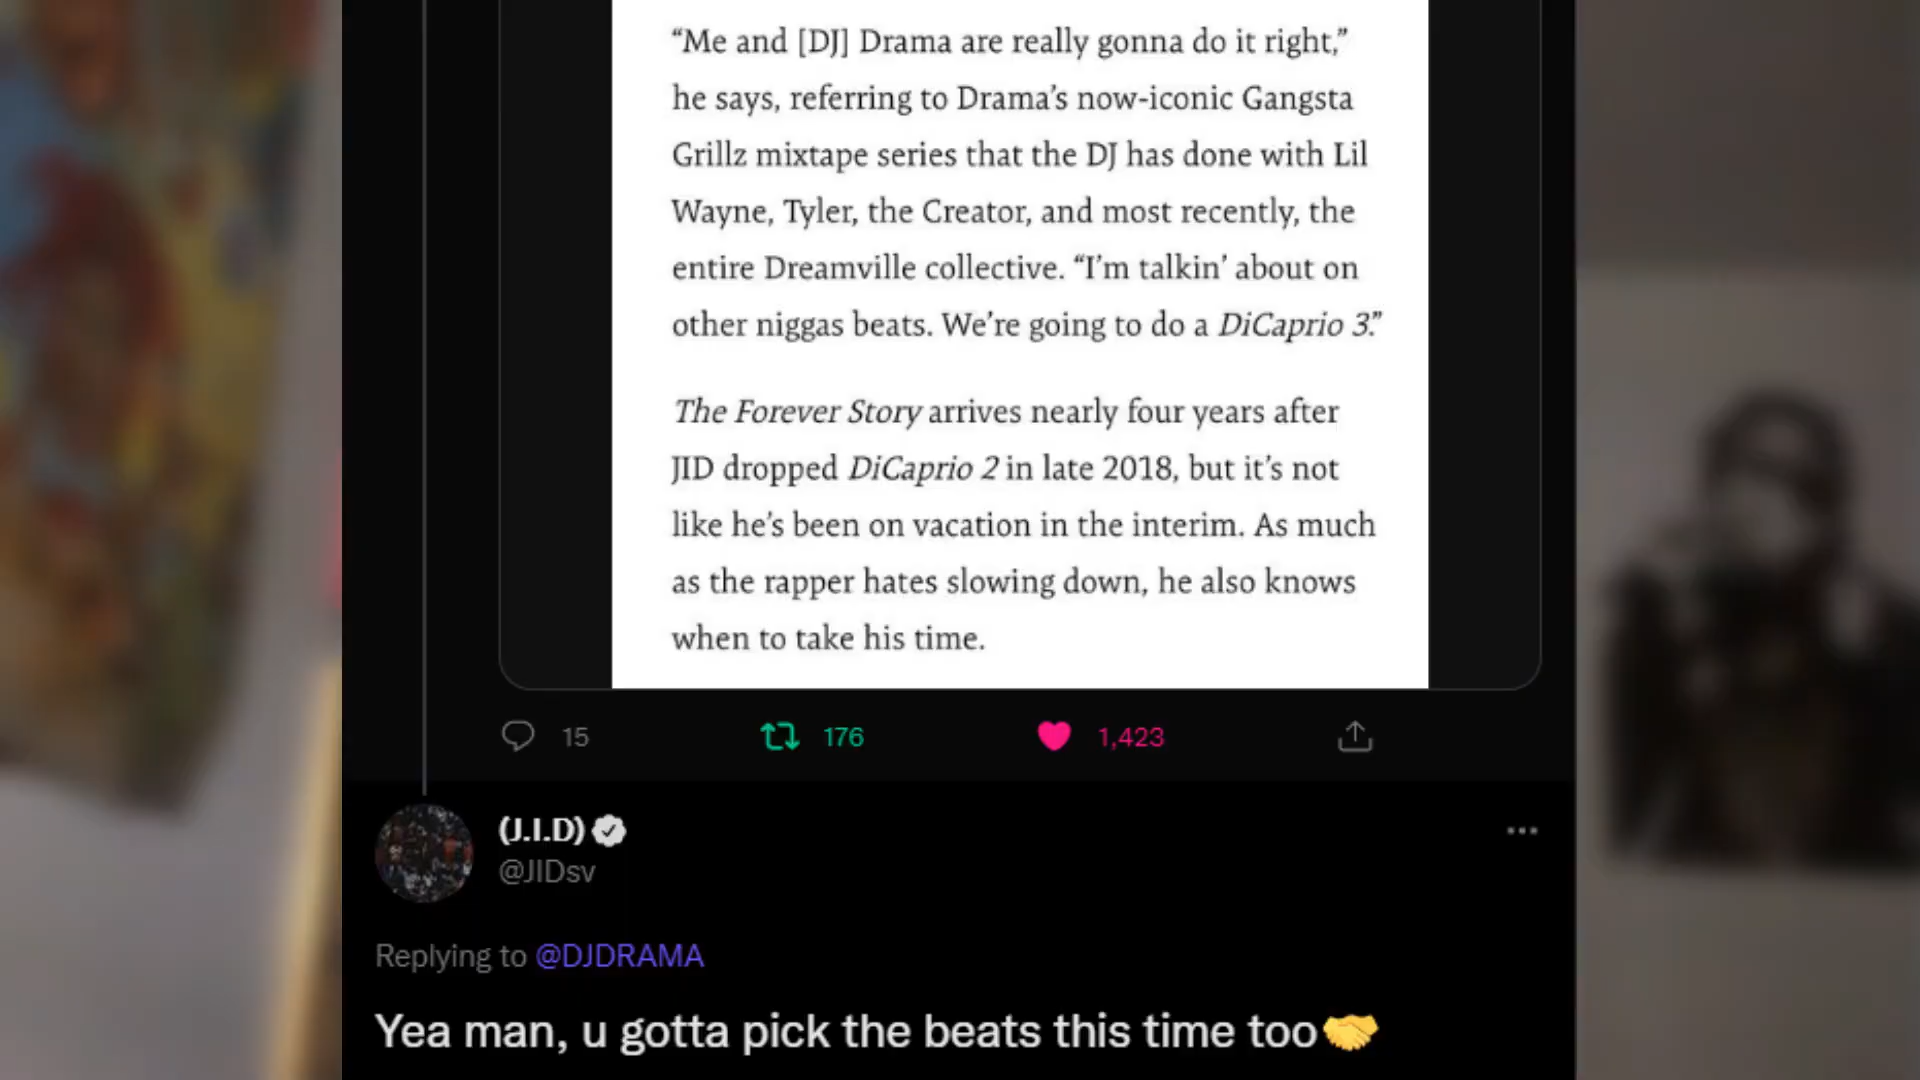 “Me and [DJ] Drama are really gonna do it right,”
he says, referring to Drama’s now-iconic Gangsta
Grillz mixtape series that the DJ has done with Lil
Wayne, Tyler, the Creator, and most recently, the
entire Dreamville collective. “I’m talkin’ about on
other niggas beats. We’re going to do a DiCaprio 3.”
The Forever Story arrives nearly four years after
JID dropped DiCaprio 2 in late 2018, but it’s not
like he’s been on vacation in the interim. As much
as the rapper hates slowing down, he also knows
when to take his time.
15 176 1,423
(J.I.D)
@JIDsv
Replying to @DJDRAMA
Yea man, u gotta pick the beats this time too🤝